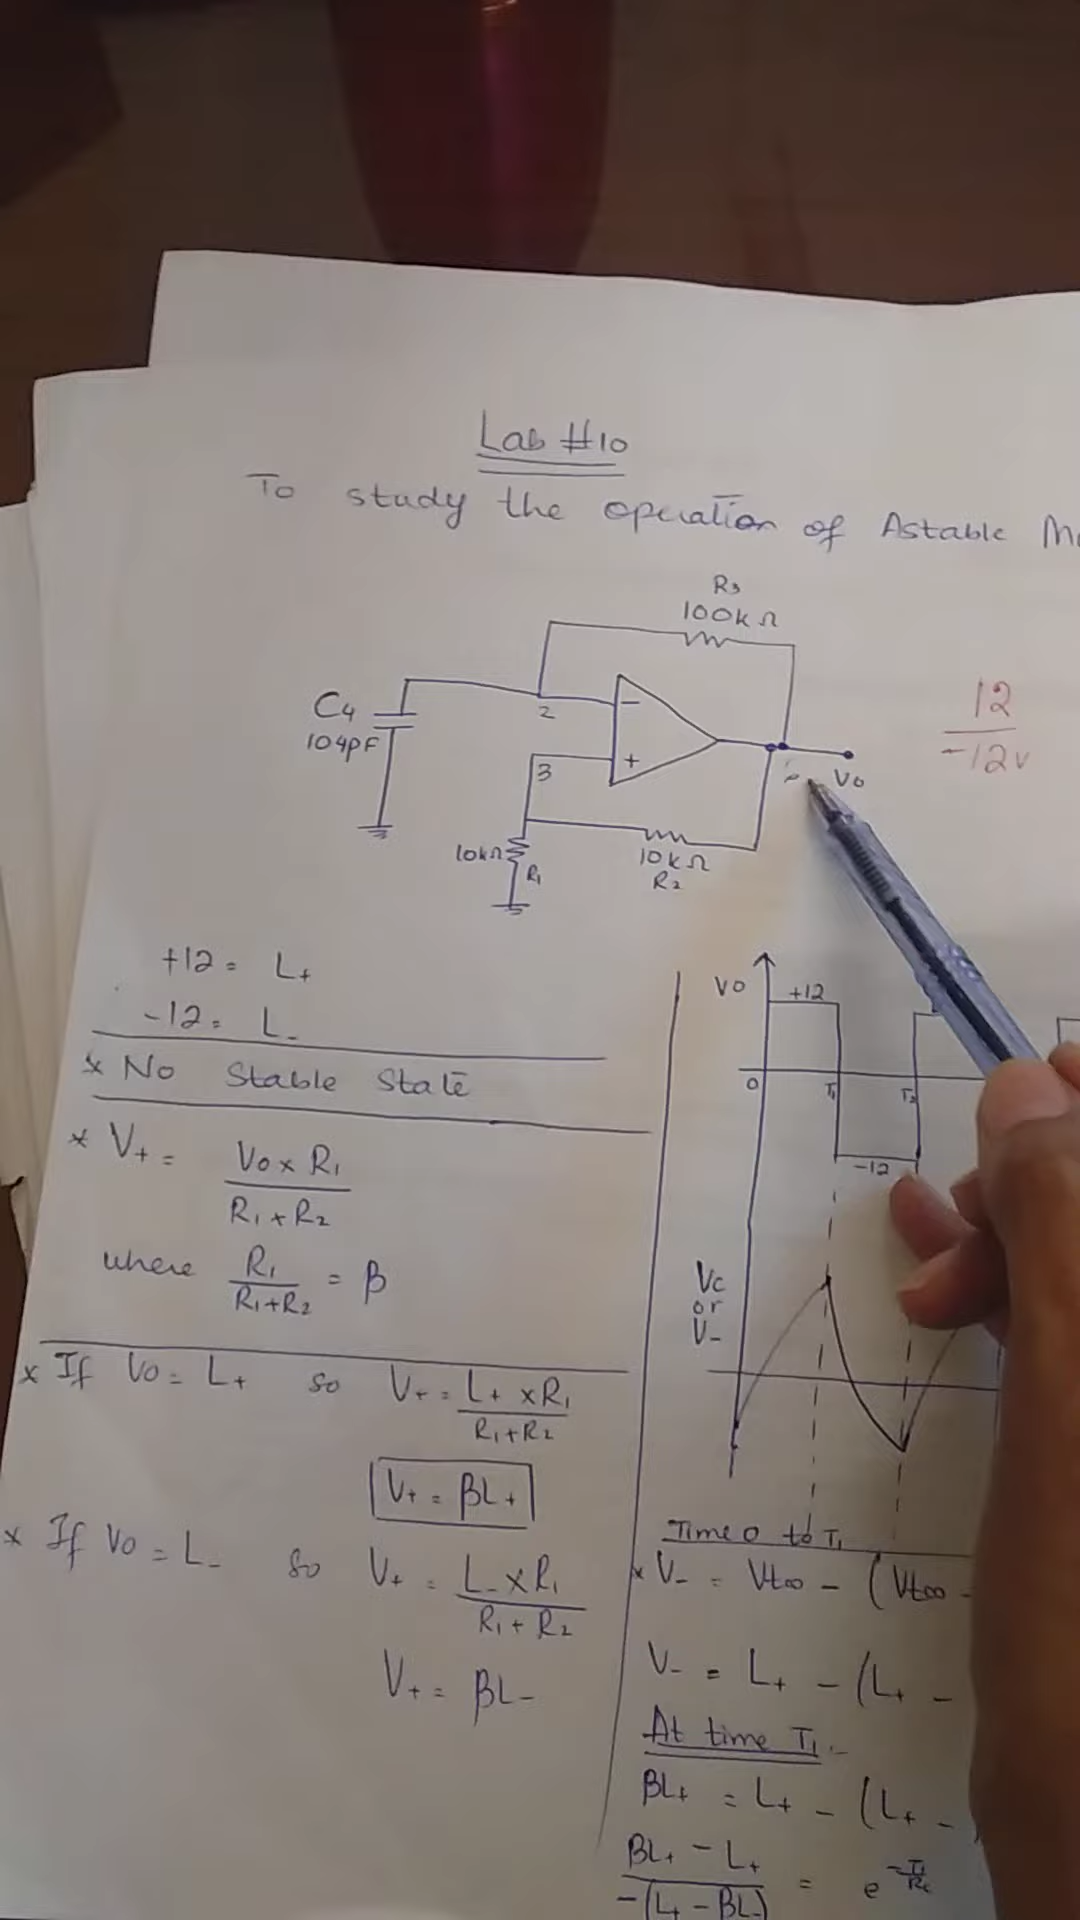 Lab #10
To study the operation of Astable
R3
100kΩ
C4
104pF
2
-
3
+
Vo
10kΩ
R1
10kΩ
R2
12
-12v
+12 = L+
-12 = L-
* No Stable State
* V+ = Vo x R1
R1 + R2
where R1 = β
R1+R2
* If Vo = L+ so V+ = L+ x R1
R1+R2
V+ = βL+
* If Vo = L- so V+ = L- x R1
R1 + R2
V+ = βL-
Vo
+12
0
T1
T2
-12
Vc
or
V-
Time 0 to T1
* V- = Vt∞ - (Vt∞ -
V- = L+ - (L+ -
At time T1 -
βL+ = L+ - (L+ -
βL+ - L+ = e
-(L+ - βL-)